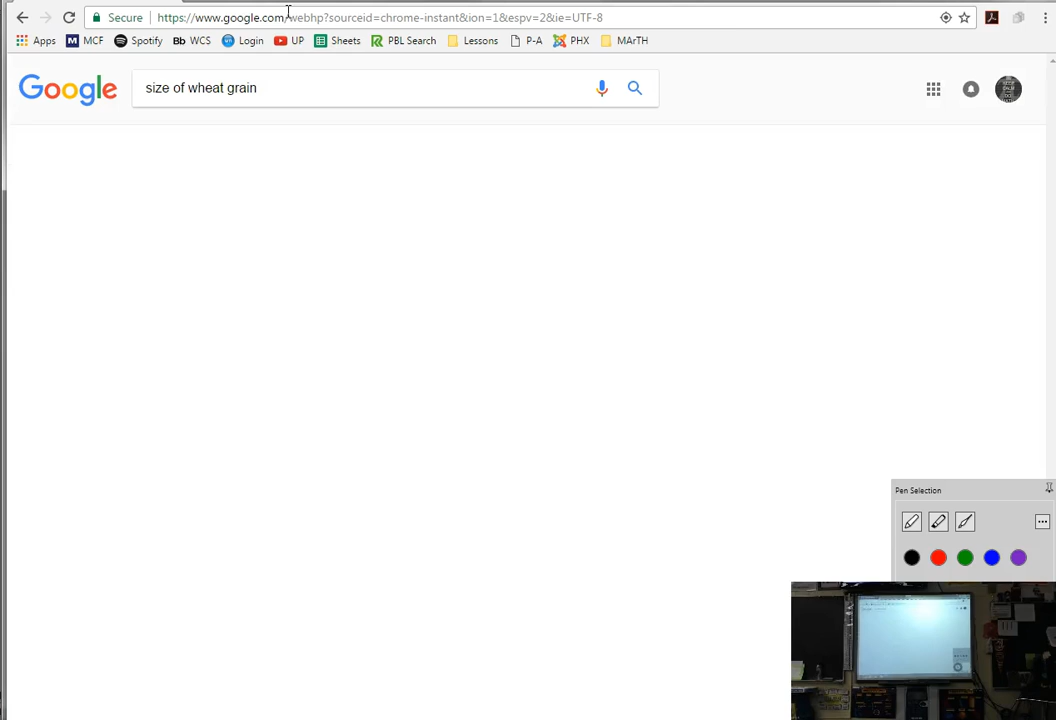 Secure https://www.google.com/webhp?sourceid=chrome-instant&ion=1&espv=2&ie=UTF-8
Apps M MCF Spotify Bb WCS Login UP Sheets PBL Search Lessons P-A PHX MArTH
Google size of wheat grain
Pen Selection